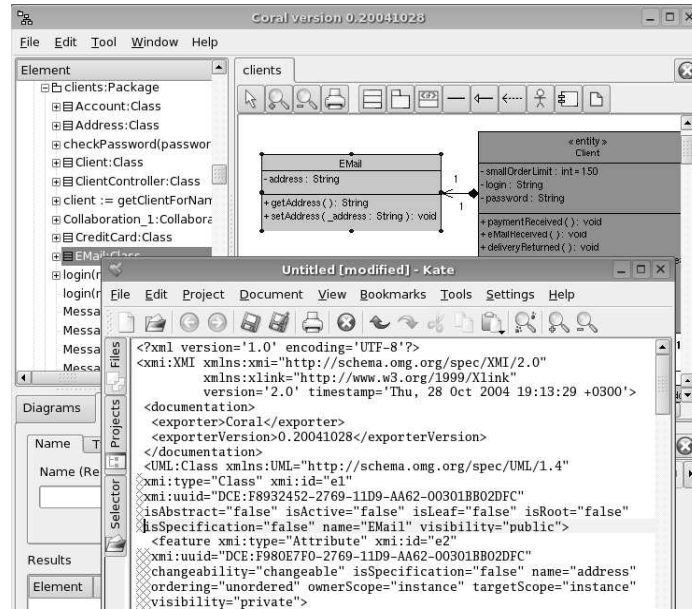 Coral version 0.20041028
File Edit Tool Window Help
Element
clients:Package
Account:Class
Address:Class
checkPassword(passwor
Client:Class
ClientController:Class
client := getClientForNam
Collaboration_1:Collabora
CreditCard:Class
EMail:Class
login(r
login(r
Messa
Messa
Messa
Messa
clients
EMail
- address : String
+ getAddress ( ) : String
+ setAddress ( _address : String ) : void
1
1
« entity »
Client
- smallOrderLimit : int = 150
- login : String
- password : String
+ paymentReceived ( ) : void
+ eMailReceived ( ) : void
+ deliveryReturned ( ) : void
Diagrams
Name T
Name (Re
Results
Element
Untitled [modified] - Kate
File Edit Project Document View Bookmarks Tools Settings Help
Files
Projects
Selector
<?xml version='1.0' encoding='UTF-8'?>
<xmi:XMI xmlns:xmi="http://schema.omg.org/spec/XMI/2.0"
xmlns:xlink="http://www.w3.org/1999/Xlink"
version='2.0' timestamp='Thu, 28 Oct 2004 19:13:29 +0300'>
<documentation>
<exporter>Coral</exporter>
<exporterVersion>0.20041028</exporterVersion>
</documentation>
<UML:Class xmlns:UML="http://schema.omg.org/spec/UML/1.4"
xmi:type="Class" xmi:id="e1"
xmi:uuid="DCE:F8932452-2769-11D9-AA62-00301BB02DFC"
isAbstract="false" isActive="false" isLeaf="false" isRoot="false"
isSpecification="false" name="EMail" visibility="public">
<feature xmi:type="Attribute" xmi:id="e2"
xmi:uuid="DCE:F980E7F0-2769-11D9-AA62-00301BB02DFC"
changeability="changeable" isSpecification="false" name="address"
ordering="unordered" ownerScope="instance" targetScope="instance"
visibility="private">